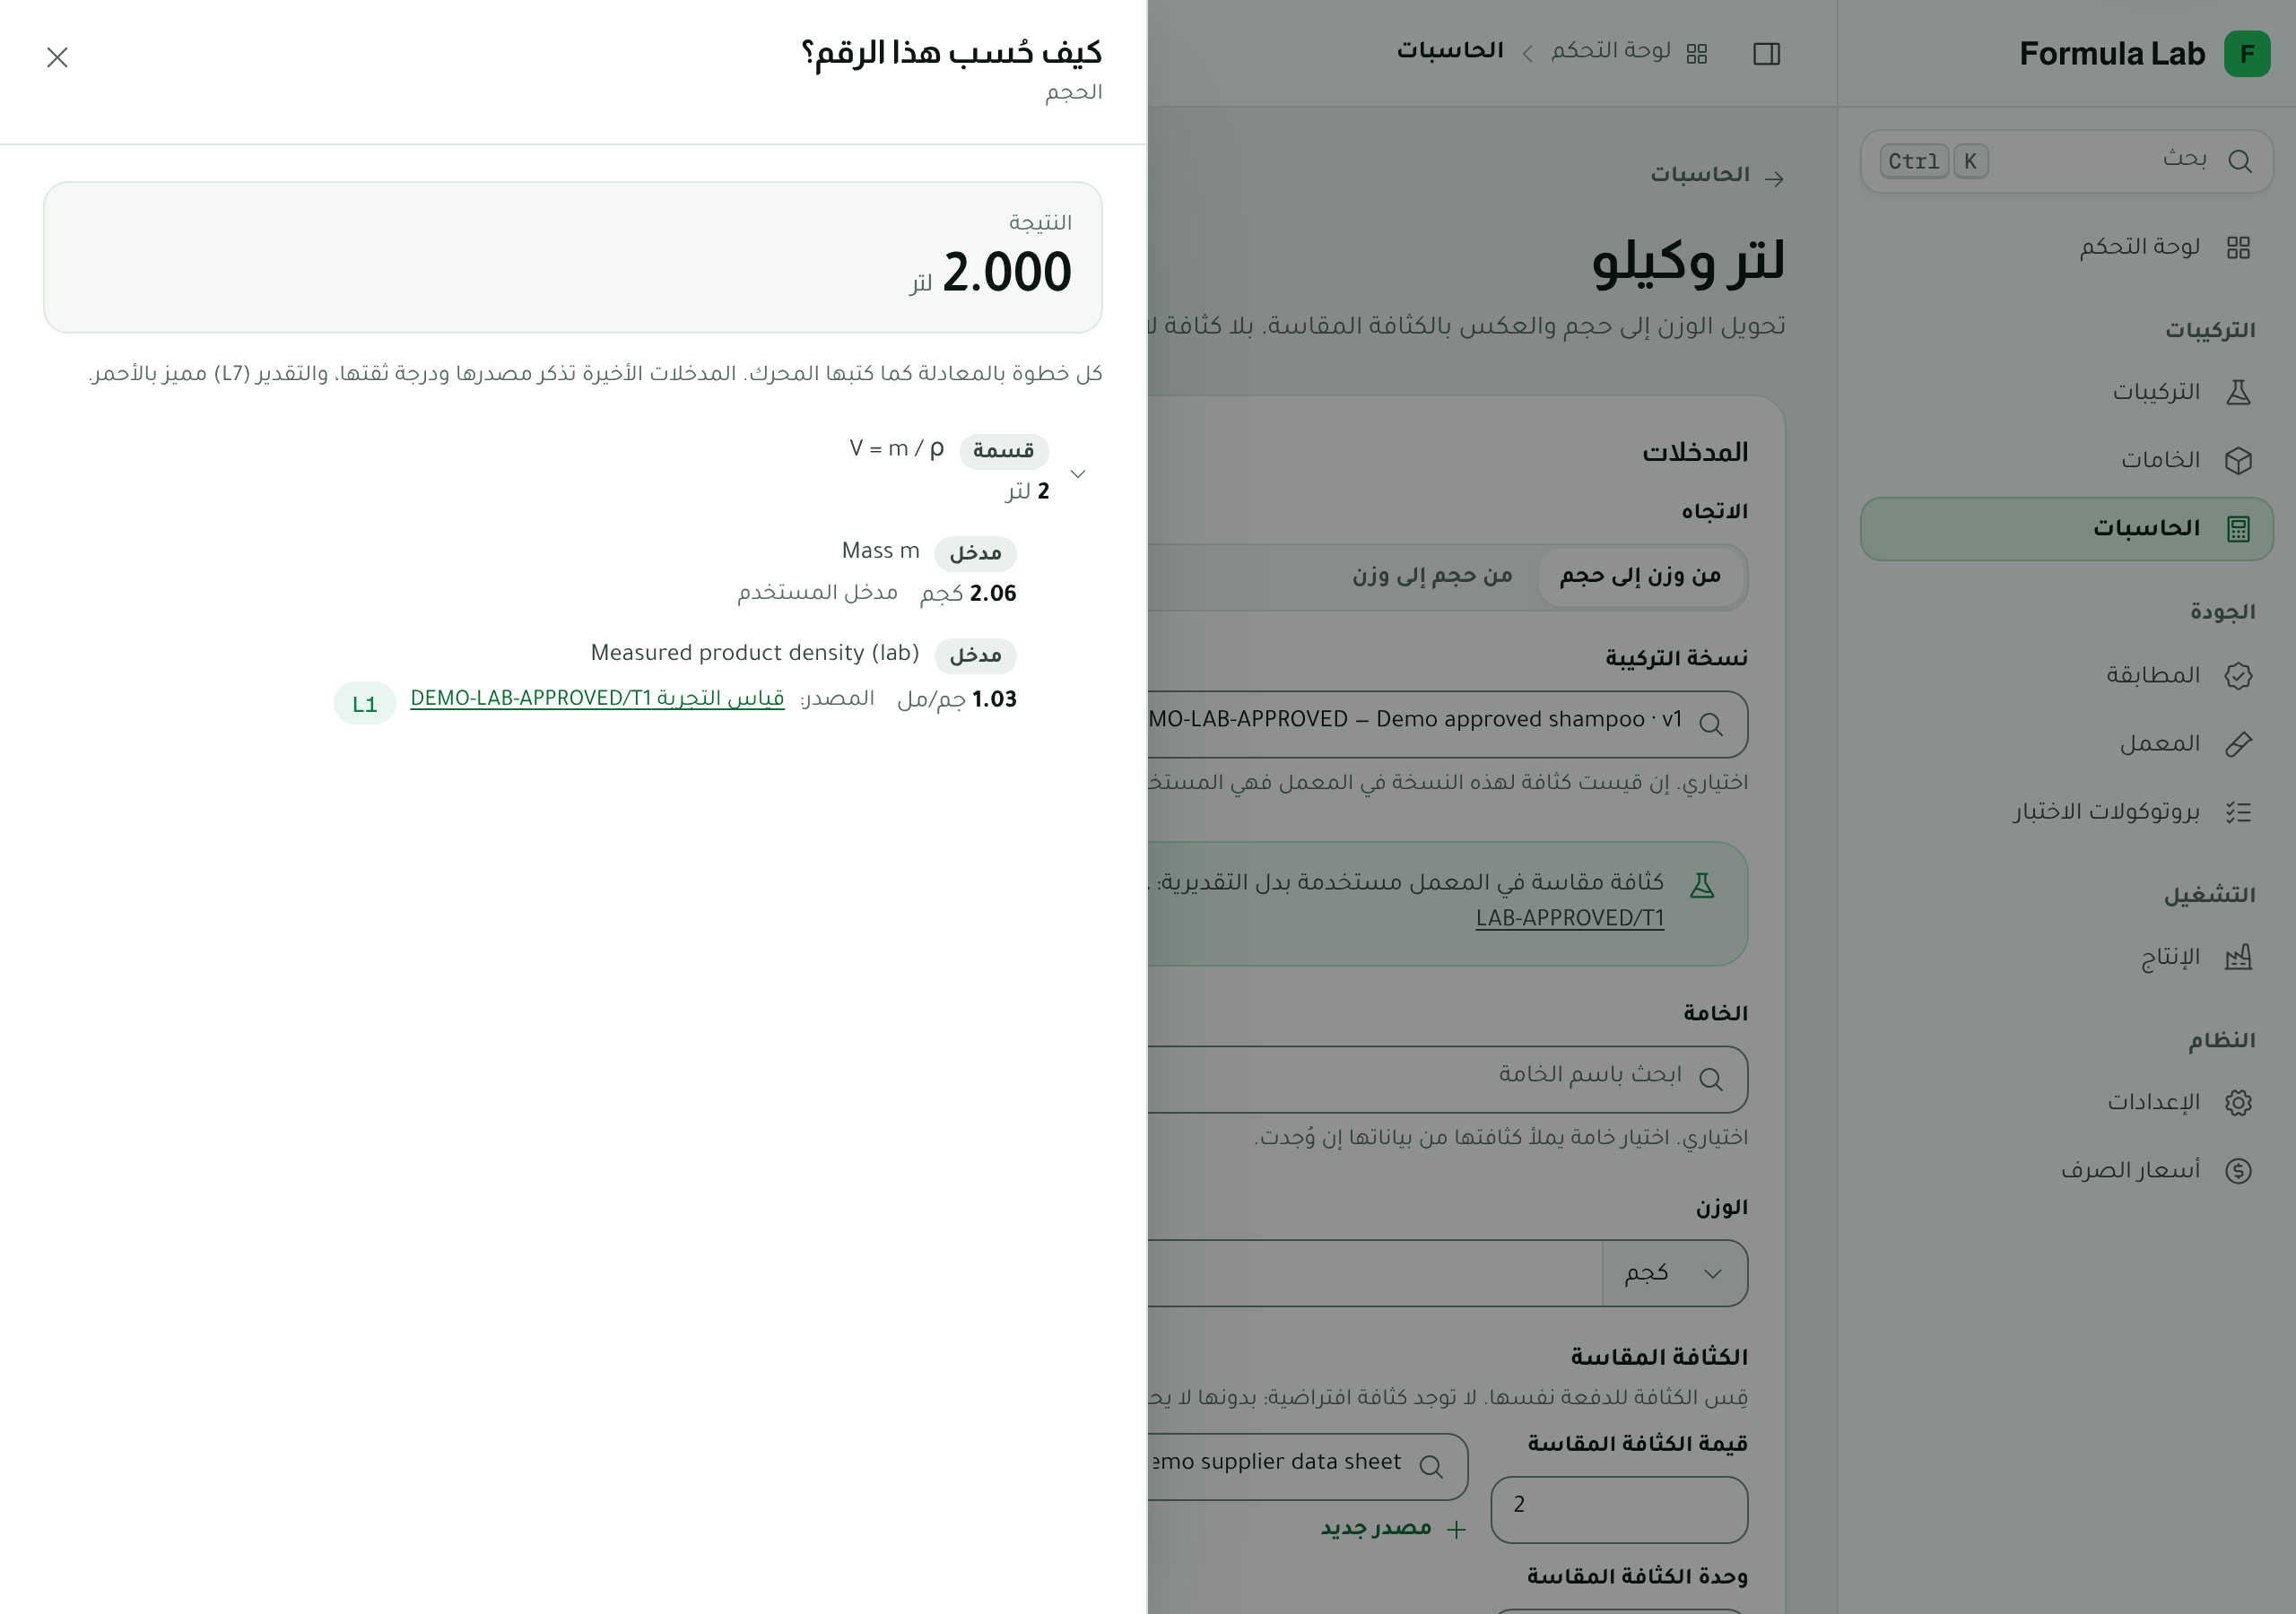 كيف حُسب هذا الرقم؟
الحجم
النتيجة
2.000 لتر
كل خطوة بالمعادلة كما كتبها المحرك. المدخلات الأخيرة تذكر مصدرها ودرجة ثقتها، والتقدير (L7) مميز بالأحمر.
قسمة V = m / ρ
2 لتر
مدخل Mass m
2.06 كجم مدخل المستخدم
مدخل Measured product density (lab)
1.03 جم/مل المصدر: قياس التجربة DEMO-LAB-APPROVED/T1 L1
لوحة التحكم
الحاسبات
الحاسبات
لتر وكيلو
تحويل الوزن إلى حجم والعكس بالكثافة المقاسة. بلا كثافة
المدخلات
الاتجاه
من وزن إلى حجم
من حجم إلى وزن
نسخة التركيبة
MO-LAB-APPROVED – Demo approved shampoo · v1
اختياري. إن قيست كثافة لهذه النسخة في المعمل فهي
كثافة مقاسة في المعمل مستخدمة بدل التقديرية:
LAB-APPROVED/T1
الخامة
ابحث باسم الخامة
اختياري. اختيار خامة يملأ كثافتها من بياناتها إن وُجدت.
الوزن
كجم
الكثافة المقاسة
قِس الكثافة للدفعة نفسها. لا توجد كثافة افتراضية: بدونها لا
قيمة الكثافة المقاسة
2
emo supplier data sheet
مصدر جديد
وحدة الكثافة المقاسة
F Formula Lab
بحث
Ctrl K
لوحة التحكم
التركيبات
التركيبات
الخامات
الحاسبات
الجودة
المطابقة
المعمل
بروتوكولات الاختبار
التشغيل
الإنتاج
النظام
الإعدادات
أسعار الصرف